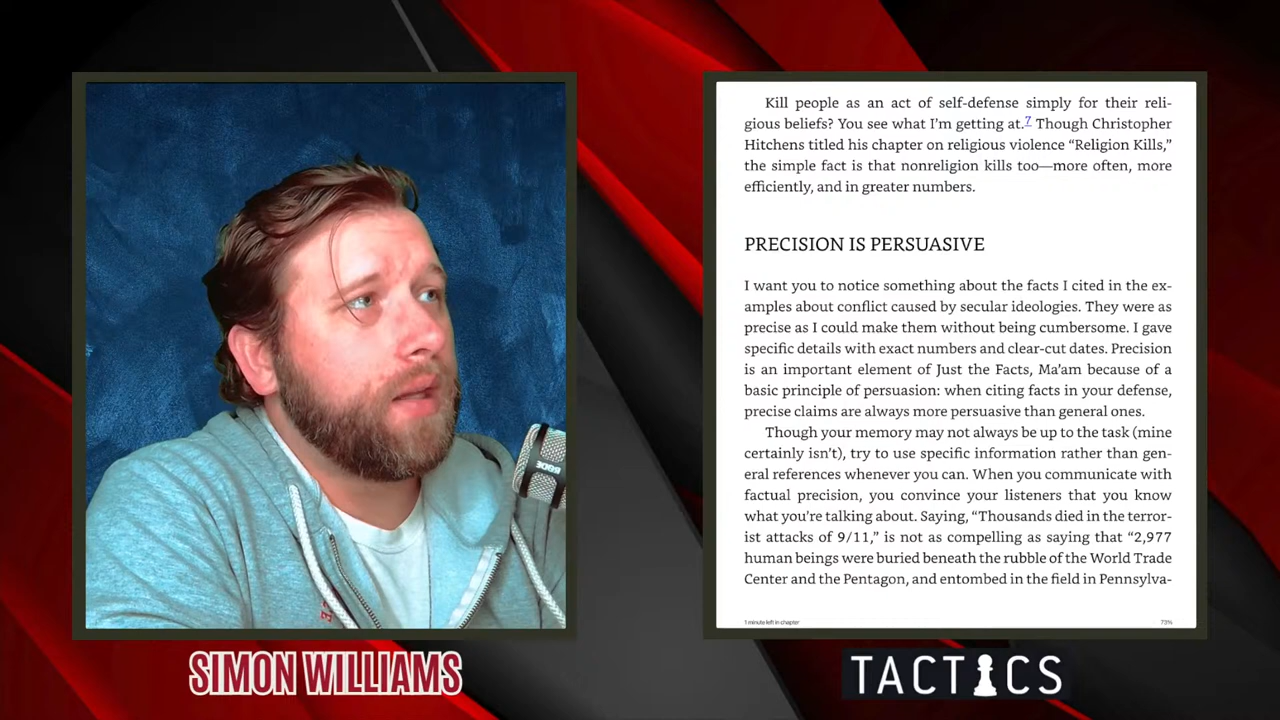 Kill people as an act of self-defense simply for their reli-
gious beliefs? You see what I'm getting at.7 Though Christopher
Hitchens titled his chapter on religious violence “Religion Kills,”
the simple fact is that nonreligion kills too—more often, more
efficiently, and in greater numbers.
PRECISION IS PERSUASIVE
I want you to notice something about the facts I cited in the ex-
amples about conflict caused by secular ideologies. They were as
precise as I could make them without being cumbersome. I gave
specific details with exact numbers and clear-cut dates. Precision
is an important element of Just the Facts, Ma'am because of a
basic principle of persuasion: when citing facts in your defense,
precise claims are always more persuasive than general ones.
Though your memory may not always be up to the task (mine
certainly isn't), try to use specific information rather than gen-
eral references whenever you can. When you communicate with
factual precision, you convince your listeners that you know
what you're talking about. Saying, “Thousands died in the terror-
ist attacks of 9/11,” is not as compelling as saying that “2,977
human beings were buried beneath the rubble of the World Trade
Center and the Pentagon, and entombed in the field in Pennsylva-
1 minute left in chapter
73%
RODE
SIMON WILLIAMS
TACTICS